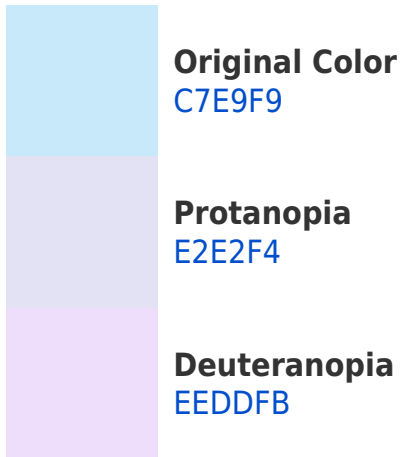 Original Color
C7E9F9
Protanopia
E2E2F4
Deuteranopia
EEDDFB